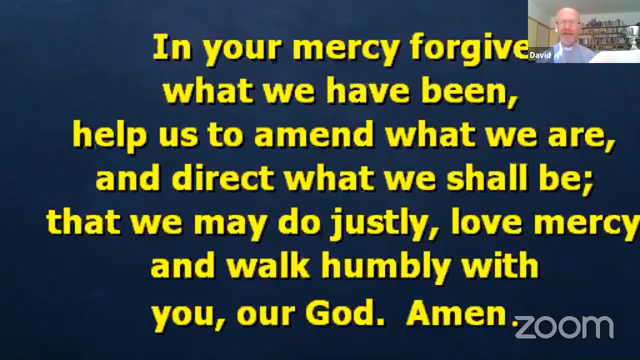 In your mercy forgive
what we have been,
help us to amend what we are,
and direct what we shall be;
that we may do justly, love mercy
and walk humbly with
you, our God.  Amen.
David
zoom